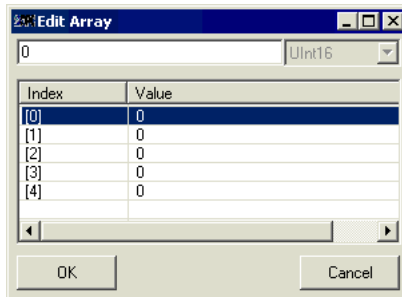 Edit Array
0 UInt16
Index Value
[0] 0
[1] 0
[2] 0
[3] 0
[4] 0
OK Cancel